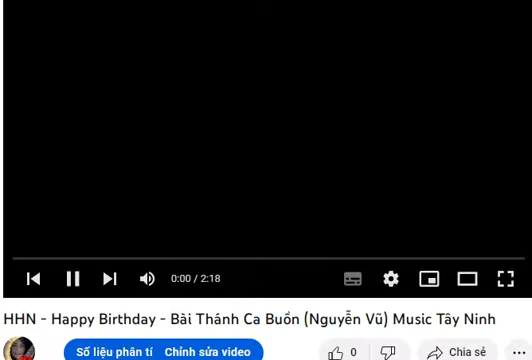 0:00 / 2:18
HHN - Happy Birthday - Bài Thánh Ca Buồn (Nguyễn Vũ) Music Tây Ninh
Số liệu phân tí Chỉnh sửa video 0 Chia sẻ